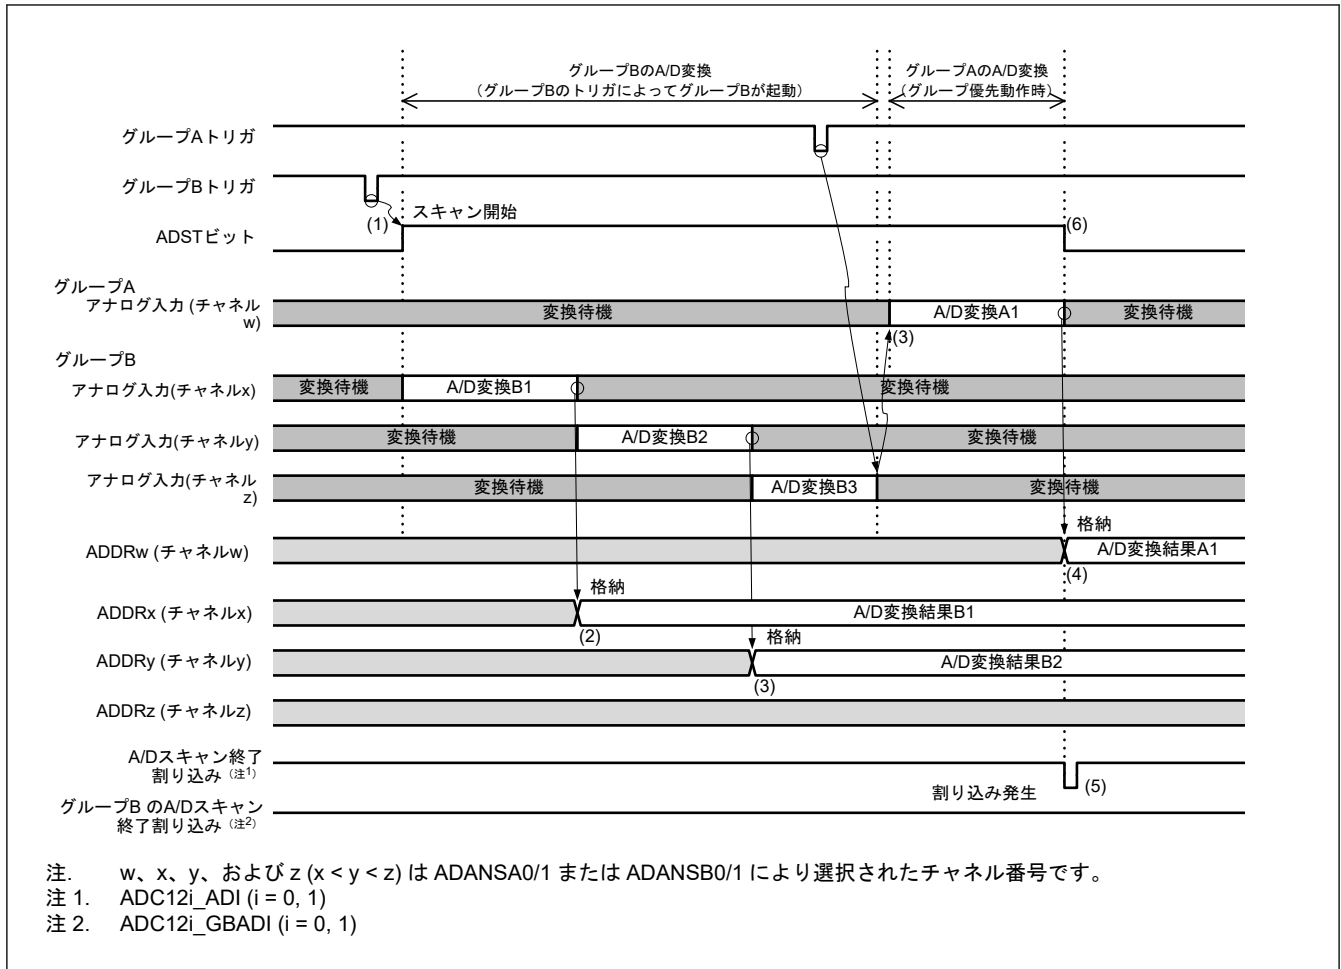 グループBのA/D変換
(グループBのトリガによってグループBが起動)
グループAのA/D変換
(グループ優先動作時)
グループAトリガ
グループBトリガ
(1)
スキャン開始
(6)
ADSTビット
グループA
アナログ入力 (チャネル
w)
変換待機
A/D変換A1
変換待機
(3)
グループB
アナログ入力(チャネルx)
変換待機
A/D変換B1
変換待機
アナログ入力(チャネルy)
変換待機
A/D変換B2
変換待機
アナログ入力(チャネル
z)
変換待機
A/D変換B3
変換待機
格納
ADDRw (チャネルw)
A/D変換結果A1
(4)
格納
ADDRx (チャネルx)
A/D変換結果B1
(2)
格納
ADDRy (チャネルy)
A/D変換結果B2
(3)
ADDRz (チャネルz)
A/Dスキャン終了
割り込み (注1)
(5)
割り込み発生
グループB のA/Dスキャン
終了割り込み (注2)
注. w、x、y、および z (x < y < z) は ADANSA0/1 または ADANSB0/1 により選択されたチャネル番号です。
注 1. ADC12i_ADI (i = 0, 1)
注 2. ADC12i_GBADI (i = 0, 1)